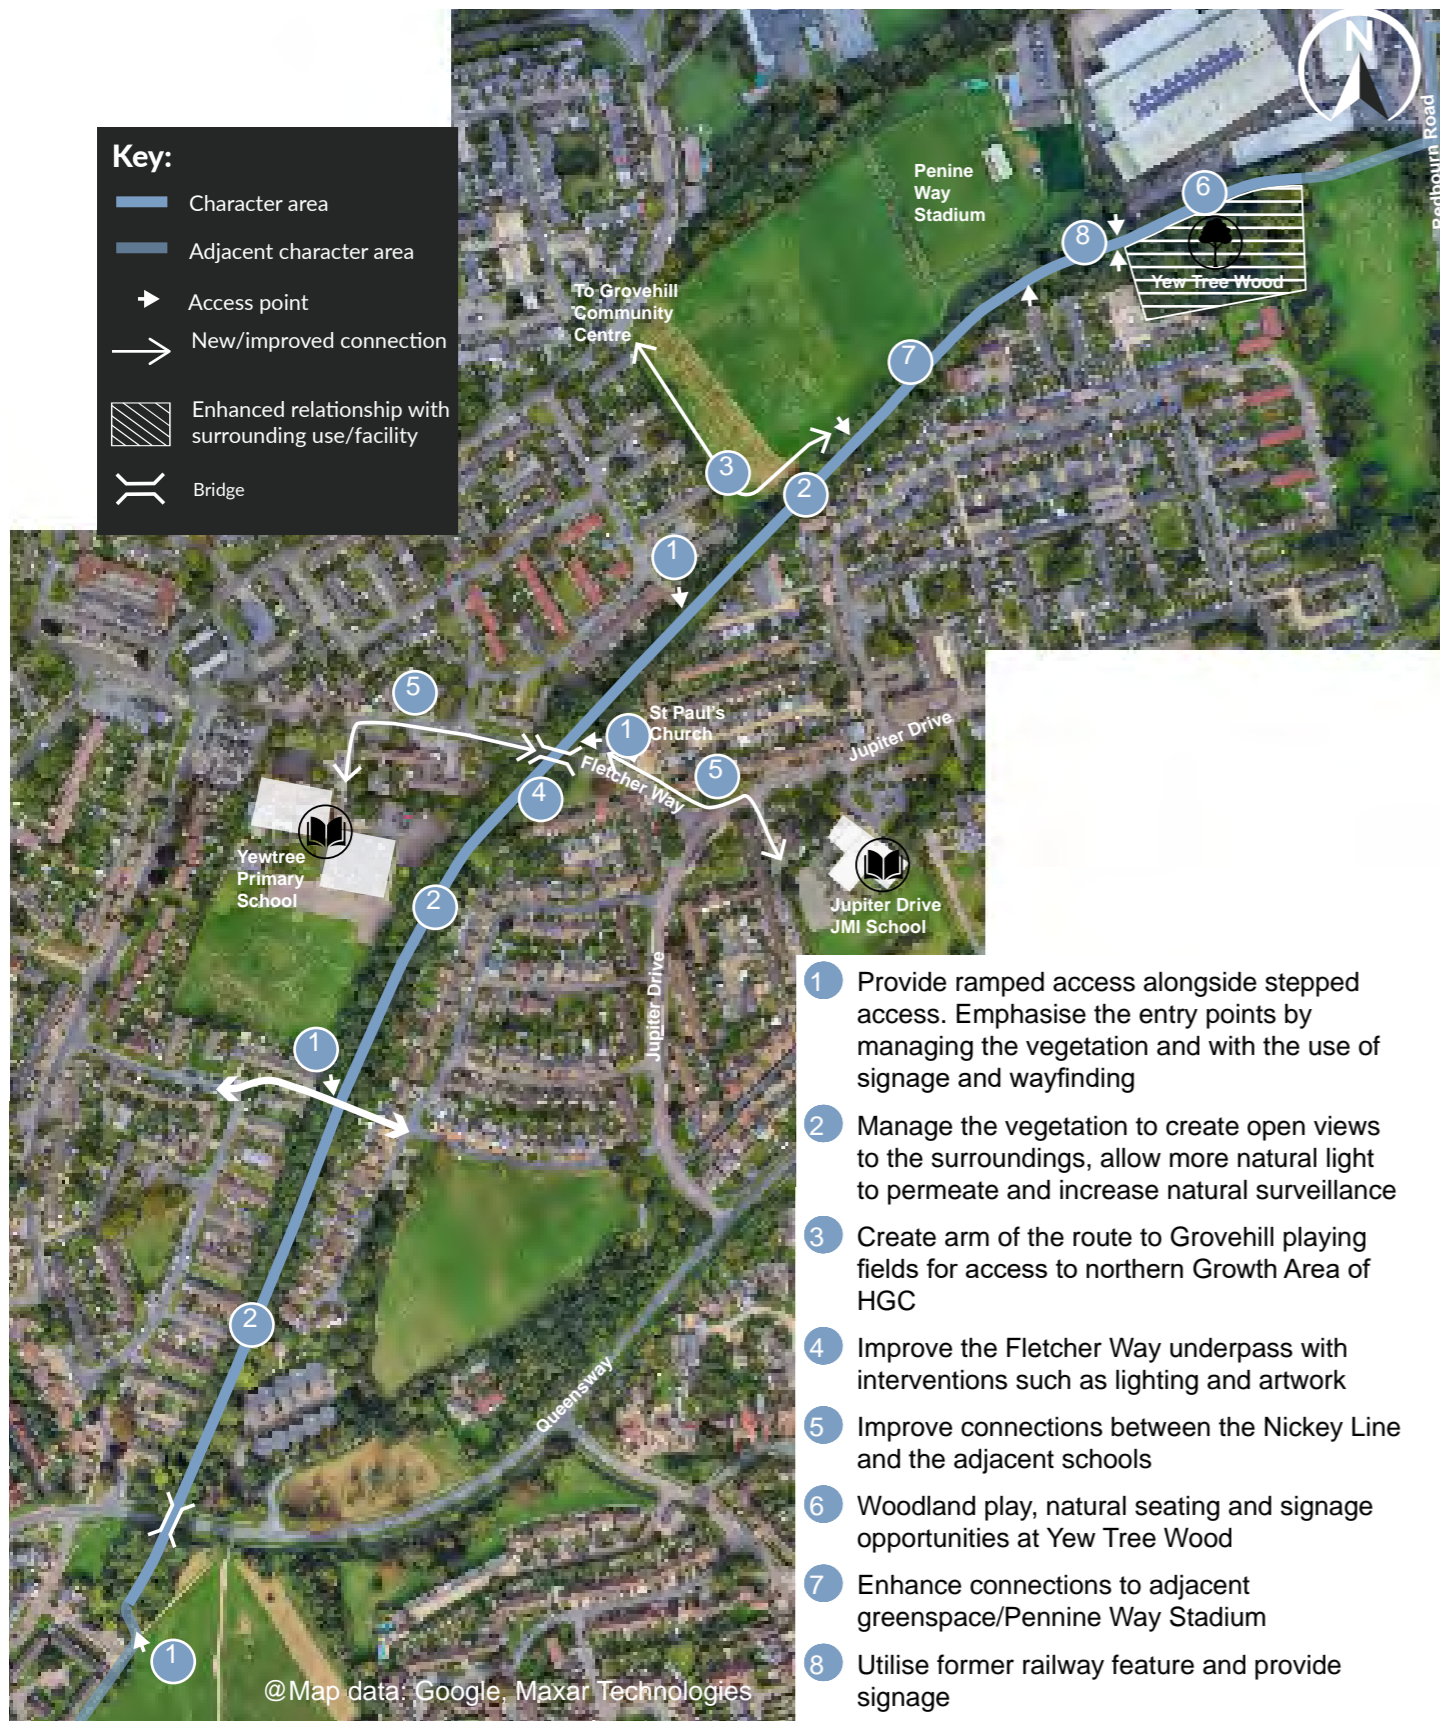 N
Key:
Character area
Adjacent character area
Access point
New/improved connection
Enhanced relationship with
surrounding use/facility
Bridge
Redbourn Road
Penine
Way
Stadium
6
8
Yew Tree Wood
To Grovehill
Community
Centre
7
3
2
1
5
1
St Paul's
Church
Jupiter Drive
Fletcher Way
5
4
Yewtree
Primary
School
2
Jupiter Drive
JMI School
Jupiter Drive
1
2
Queensway
1
@Map data: Google, Maxar Technologies
1 Provide ramped access alongside stepped
access. Emphasise the entry points by
managing the vegetation and with the use of
signage and wayfinding
2 Manage the vegetation to create open views
to the surroundings, allow more natural light
to permeate and increase natural surveillance
3 Create arm of the route to Grovehill playing
fields for access to northern Growth Area of
HGC
4 Improve the Fletcher Way underpass with
interventions such as lighting and artwork
5 Improve connections between the Nickey Line
and the adjacent schools
6 Woodland play, natural seating and signage
opportunities at Yew Tree Wood
7 Enhance connections to adjacent
greenspace/Pennine Way Stadium
8 Utilise former railway feature and provide
signage